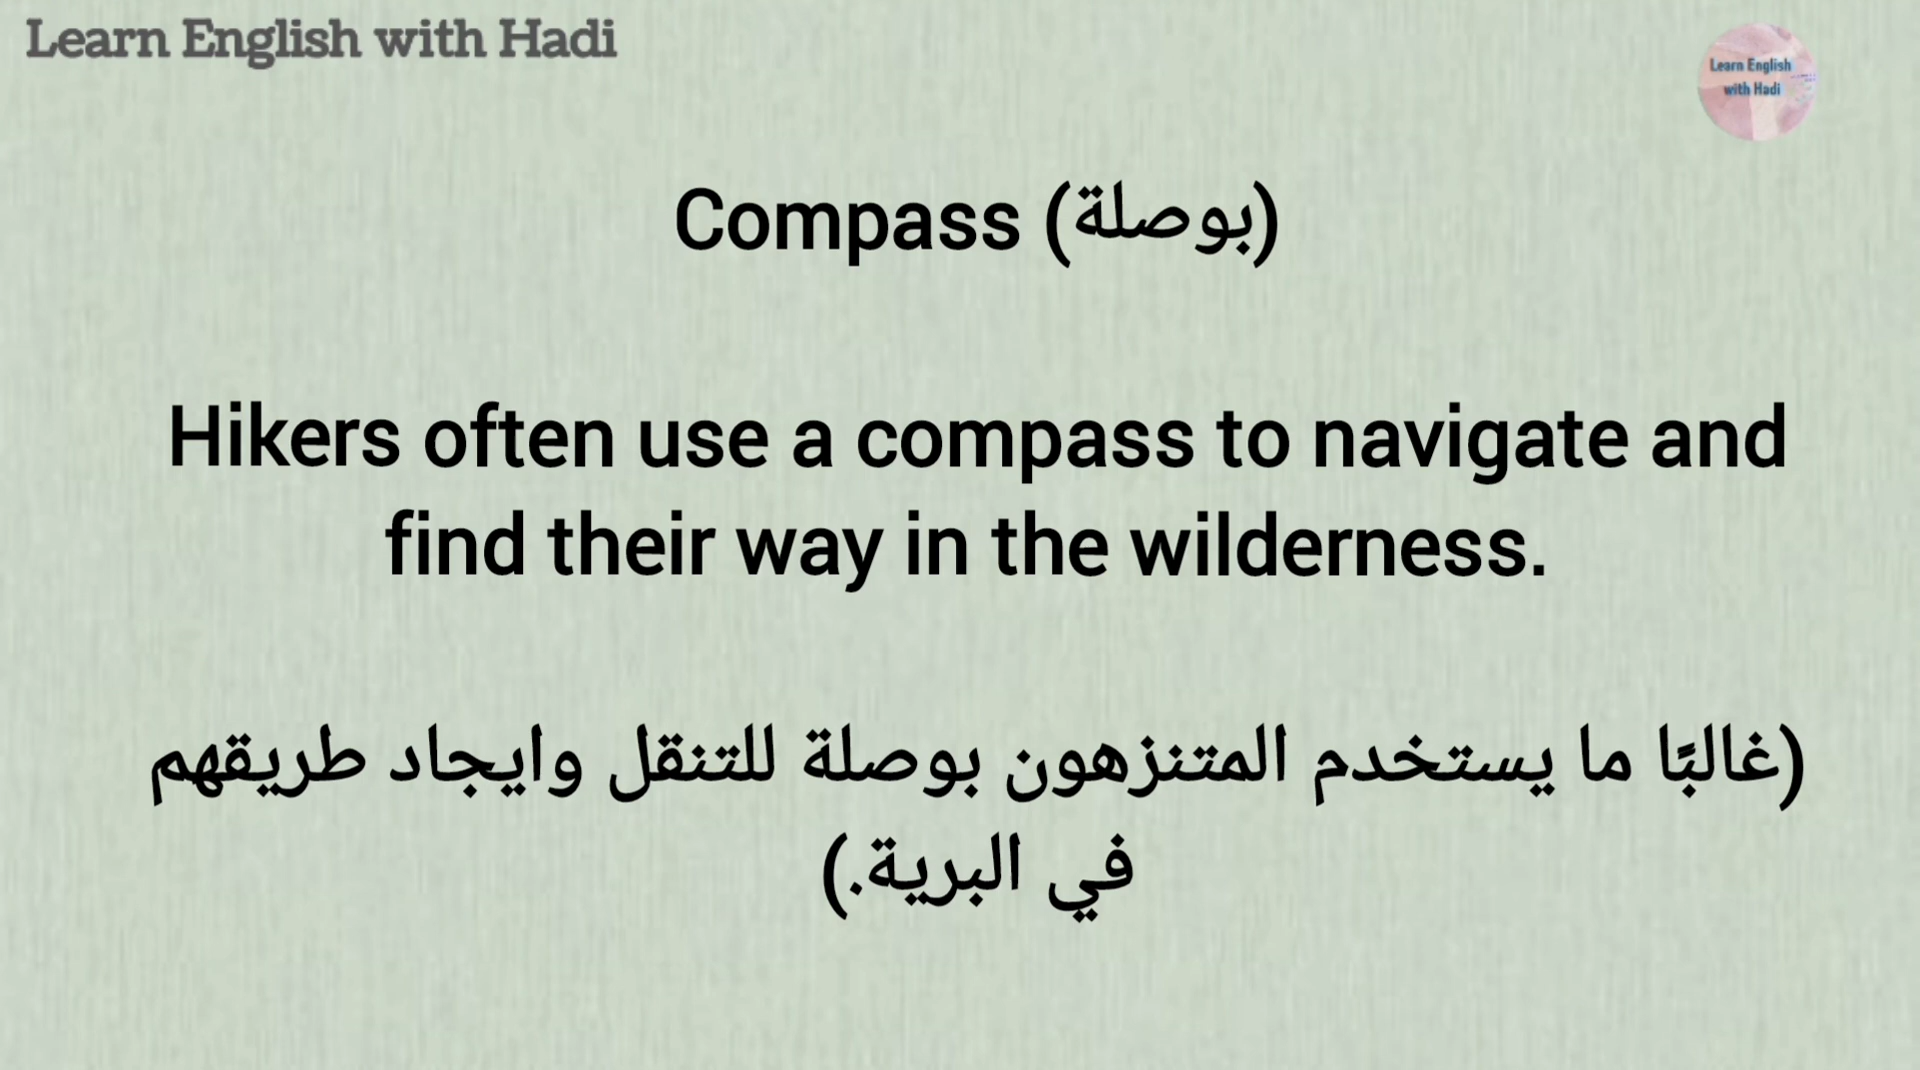 Learn English with Hadi
Learn English
with Hadi
Compass (بوصلة)
Hikers often use a compass to navigate and
find their way in the wilderness.
(غالبًا ما يستخدم المتنزهون بوصلة للتنقل وايجاد طريقهم
في البرية.)